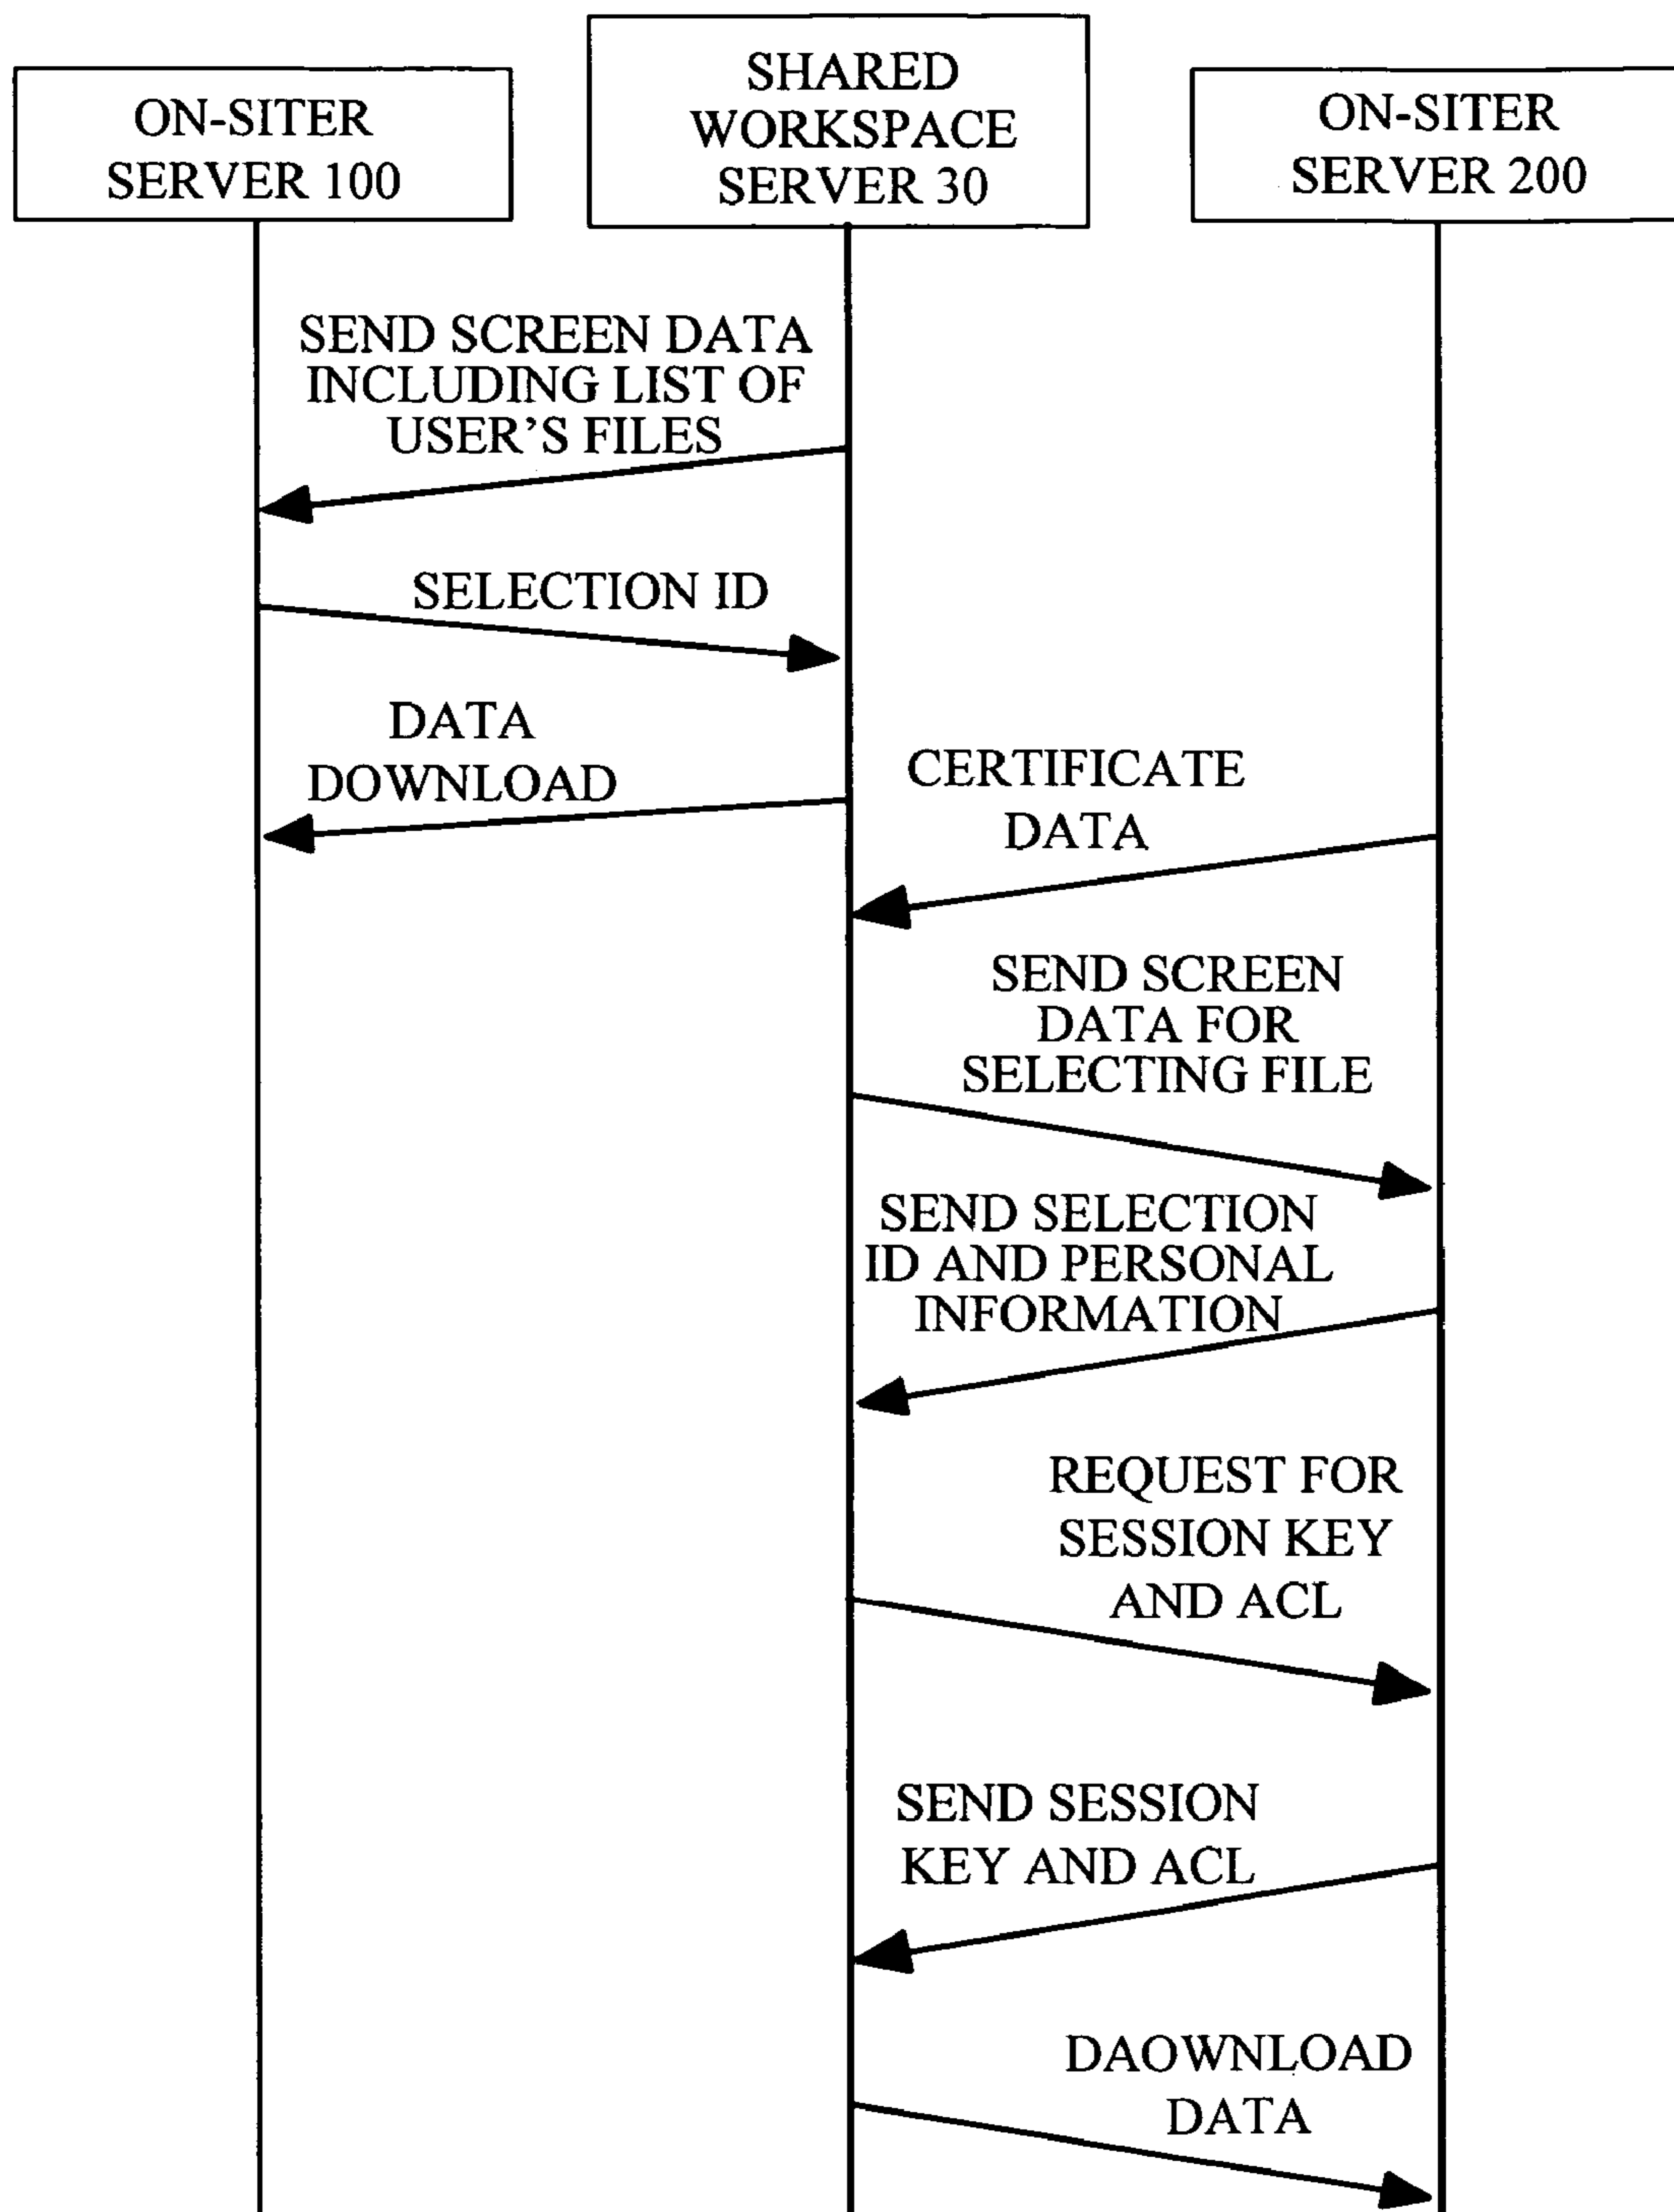 ON-SITER
SERVER 100
SHARED
WORKSPACE
SERVER 30
ON-SITER
SERVER 200
SEND SCREEN DATA
INCLUDING LIST OF
USER'S FILES
SELECTION ID
DATA
DOWNLOAD
CERTIFICATE
DATA
SEND SCREEN
DATA FOR
SELECTING FILE
SEND SELECTION
ID AND PERSONAL
INFORMATION
REQUEST FOR
SESSION KEY
AND ACL
SEND SESSION
KEY AND ACL
DAOWNLOAD
DATA